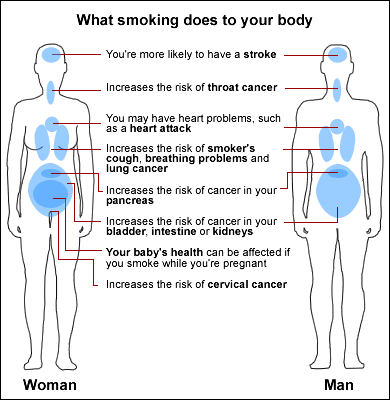 What smoking does to your body
You're more likely to have a stroke
Increases the risk of throat cancer
You may have heart problems, such
as a heart attack
Increases the risk of smoker's
cough, breathing problems and
lung cancer
Increases the risk of cancer in your
pancreas
Increases the risk of cancer in your
bladder, intestine or kidneys
Your baby's health can be affected if
you smoke while you're pregnant
Increases the risk of cervical cancer
Woman
Man